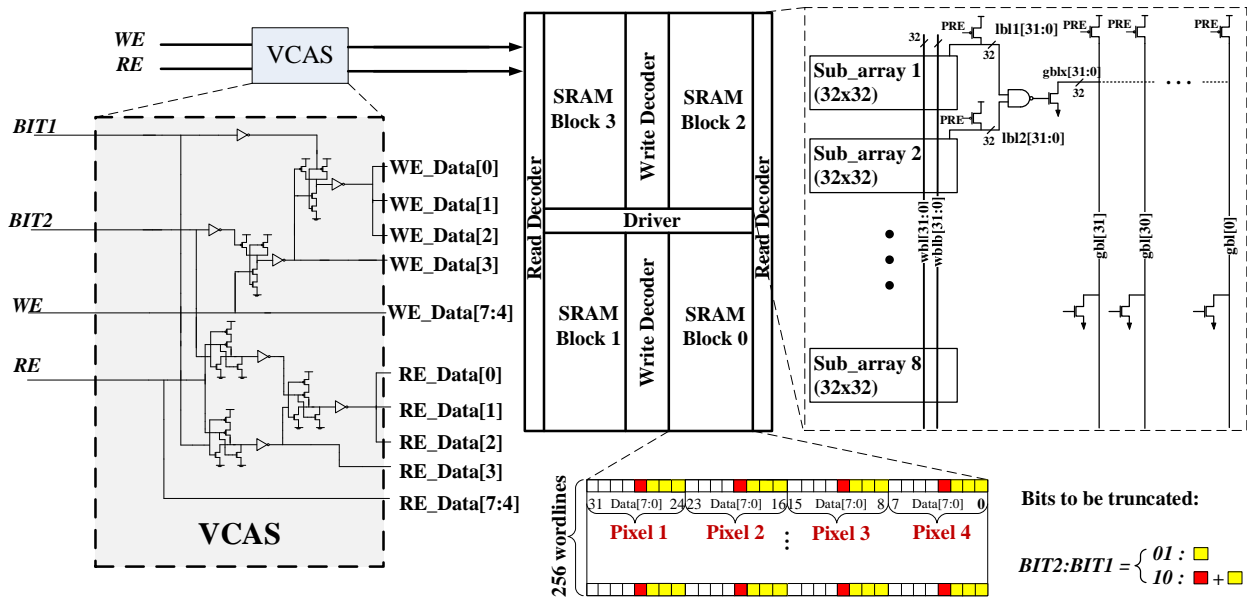 WE
RE
VCAS
BIT1
BIT2
WE
RE
WE_Data[0]
WE_Data[1]
WE_Data[2]
WE_Data[3]
WE_Data[7:4]
RE_Data[0]
RE_Data[1]
RE_Data[2]
RE_Data[3]
RE_Data[7:4]
VCAS
Read Decoder
SRAM
Block 3
Write Decoder
SRAM
Block 2
Driver
SRAM
Block 1
Write Decoder
SRAM
Block 0
Read Decoder
Sub_array 1
(32x32)
Sub_array 2
(32x32)
Sub_array 8
(32x32)
32
wbl[31:0]
wblb[31:0]
PRE
lbl1[31:0]
32
PRE
32
lbl2[31:0]
gblx[31:0]
32
PRE
PRE
PRE
gbl[31]
gbl[30]
gbl[0]
256 wordlines
31 Data[7:0] 24 23 Data[7:0] 16 15 Data[7:0] 8 7 Data[7:0] 0
Pixel 1 Pixel 2 Pixel 3 Pixel 4
Bits to be truncated:
BIT2:BIT1 =
01 :
10 : +